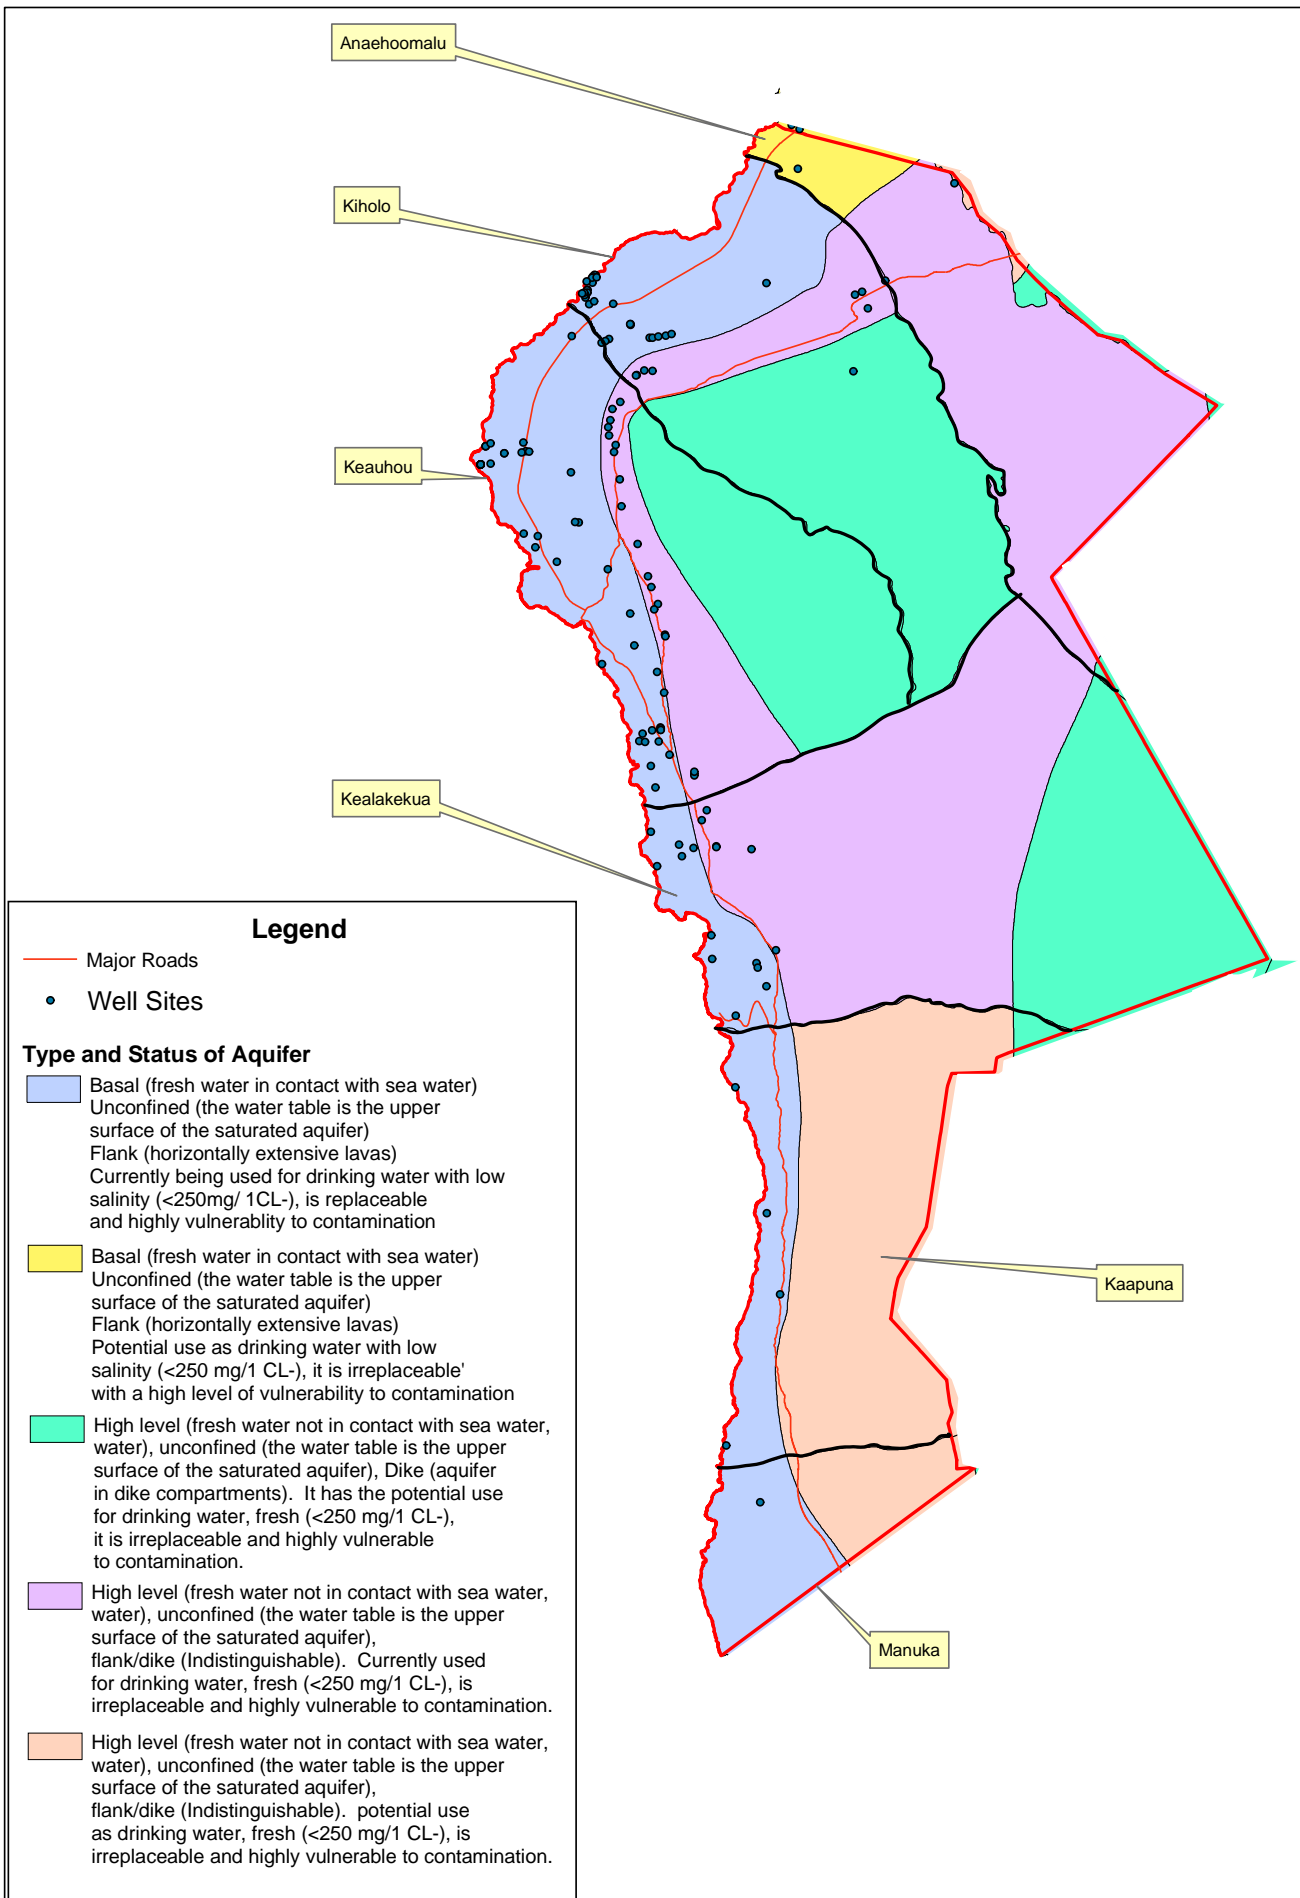 Anaehoomalu
Kiholo
Keauhou
Kealakekua
Legend
Major Roads
Well Sites
Type and Status of Aquifer
Basal (fresh water in contact with sea water)
Unconfined (the water table is the upper
surface of the saturated aquifer)
Flank (horizontally extensive lavas)
Currently being used for drinking water with low
salinity (<250mg/ 1CL-), is replaceable
and highly vulnerablity to contamination
Basal (fresh water in contact with sea water)
Unconfined (the water table is the upper
surface of the saturated aquifer)
Flank (horizontally extensive lavas)
Potential use as drinking water with low
salinity (<250 mg/1 CL-), it is irreplaceable'
with a high level of vulnerability to contamination
High level (fresh water not in contact with sea water,
water), unconfined (the water table is the upper
surface of the saturated aquifer), Dike (aquifer
in dike compartments).  It has the potential use
for drinking water, fresh (<250 mg/1 CL-),
it is irreplaceable and highly vulnerable
to contamination.
High level (fresh water not in contact with sea water,
water), unconfined (the water table is the upper
surface of the saturated aquifer),
flank/dike (Indistinguishable).  Currently used
for drinking water, fresh (<250 mg/1 CL-), is
irreplaceable and highly vulnerable to contamination.
High level (fresh water not in contact with sea water,
water), unconfined (the water table is the upper
surface of the saturated aquifer),
flank/dike (Indistinguishable).  potential use
as drinking water, fresh (<250 mg/1 CL-), is
irreplaceable and highly vulnerable to contamination.
Kaapuna
Manuka